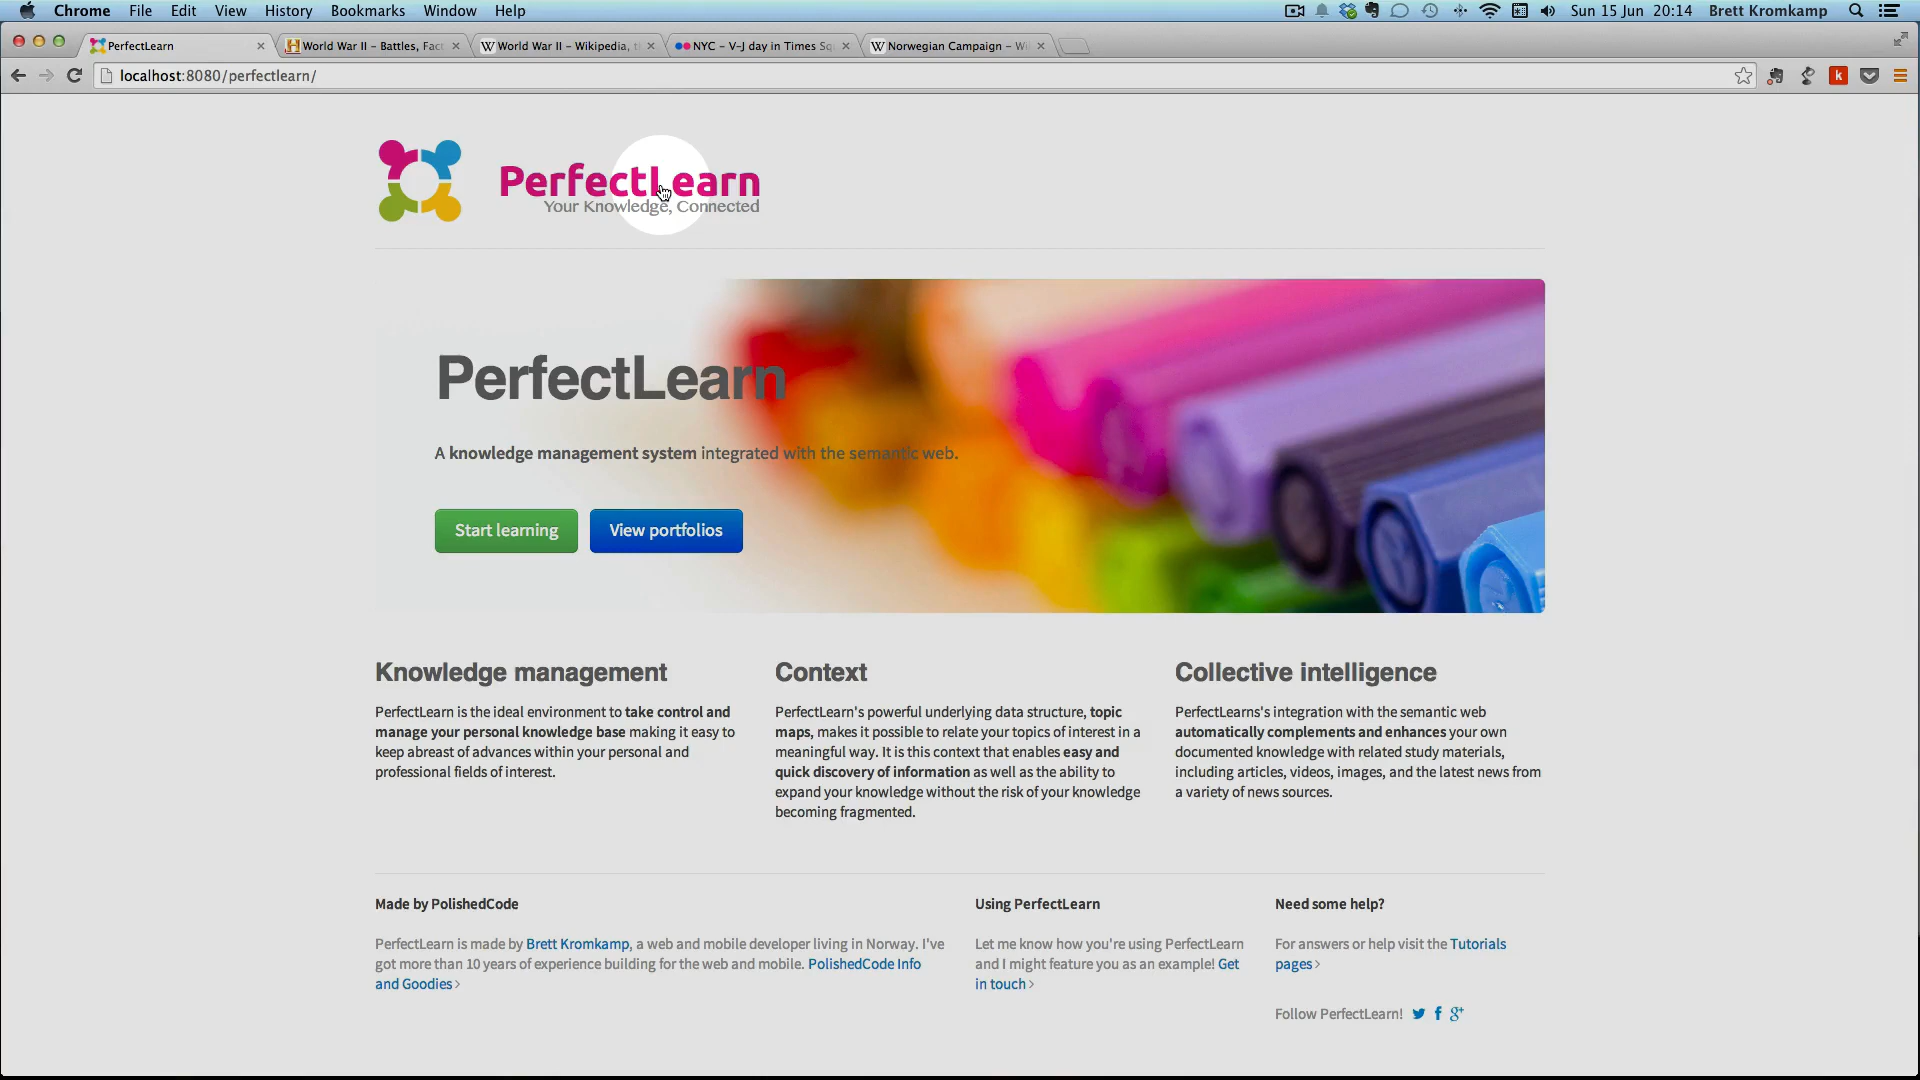 Chrome File Edit View History Bookmarks Window Help
Sun 15 Jun 20:14 Brett Kromkamp
PerfectLearn
World War II – Battles, Fac
World War II – Wikipedia, t
NYC – V-J day in Times Sq
Norwegian Campaign – Wi
localhost:8080/perfectlearn/
PerfectLearn
Your Knowledge, Connected
PerfectLearn
A knowledge management system integrated with the semantic web.
Start learning
View portfolios
Knowledge management
PerfectLearn is the ideal environment to take control and
manage your personal knowledge base making it easy to
keep abreast of advances within your personal and
professional fields of interest.
Context
PerfectLearn's powerful underlying data structure, topic
maps, makes it possible to relate your topics of interest in a
meaningful way. It is this context that enables easy and
quick discovery of information as well as the ability to
expand your knowledge without the risk of your knowledge
becoming fragmented.
Collective intelligence
PerfectLearns's integration with the semantic web
automatically complements and enhances your own
documented knowledge with related study materials,
including articles, videos, images, and the latest news from
a variety of news sources.
Made by PolishedCode
PerfectLearn is made by Brett Kromkamp, a web and mobile developer living in Norway. I've
got more than 10 years of experience building for the web and mobile. PolishedCode Info
and Goodies ›
Using PerfectLearn
Let me know how you're using PerfectLearn
and I might feature you as an example! Get
in touch ›
Need some help?
For answers or help visit the Tutorials
pages ›
Follow PerfectLearn!